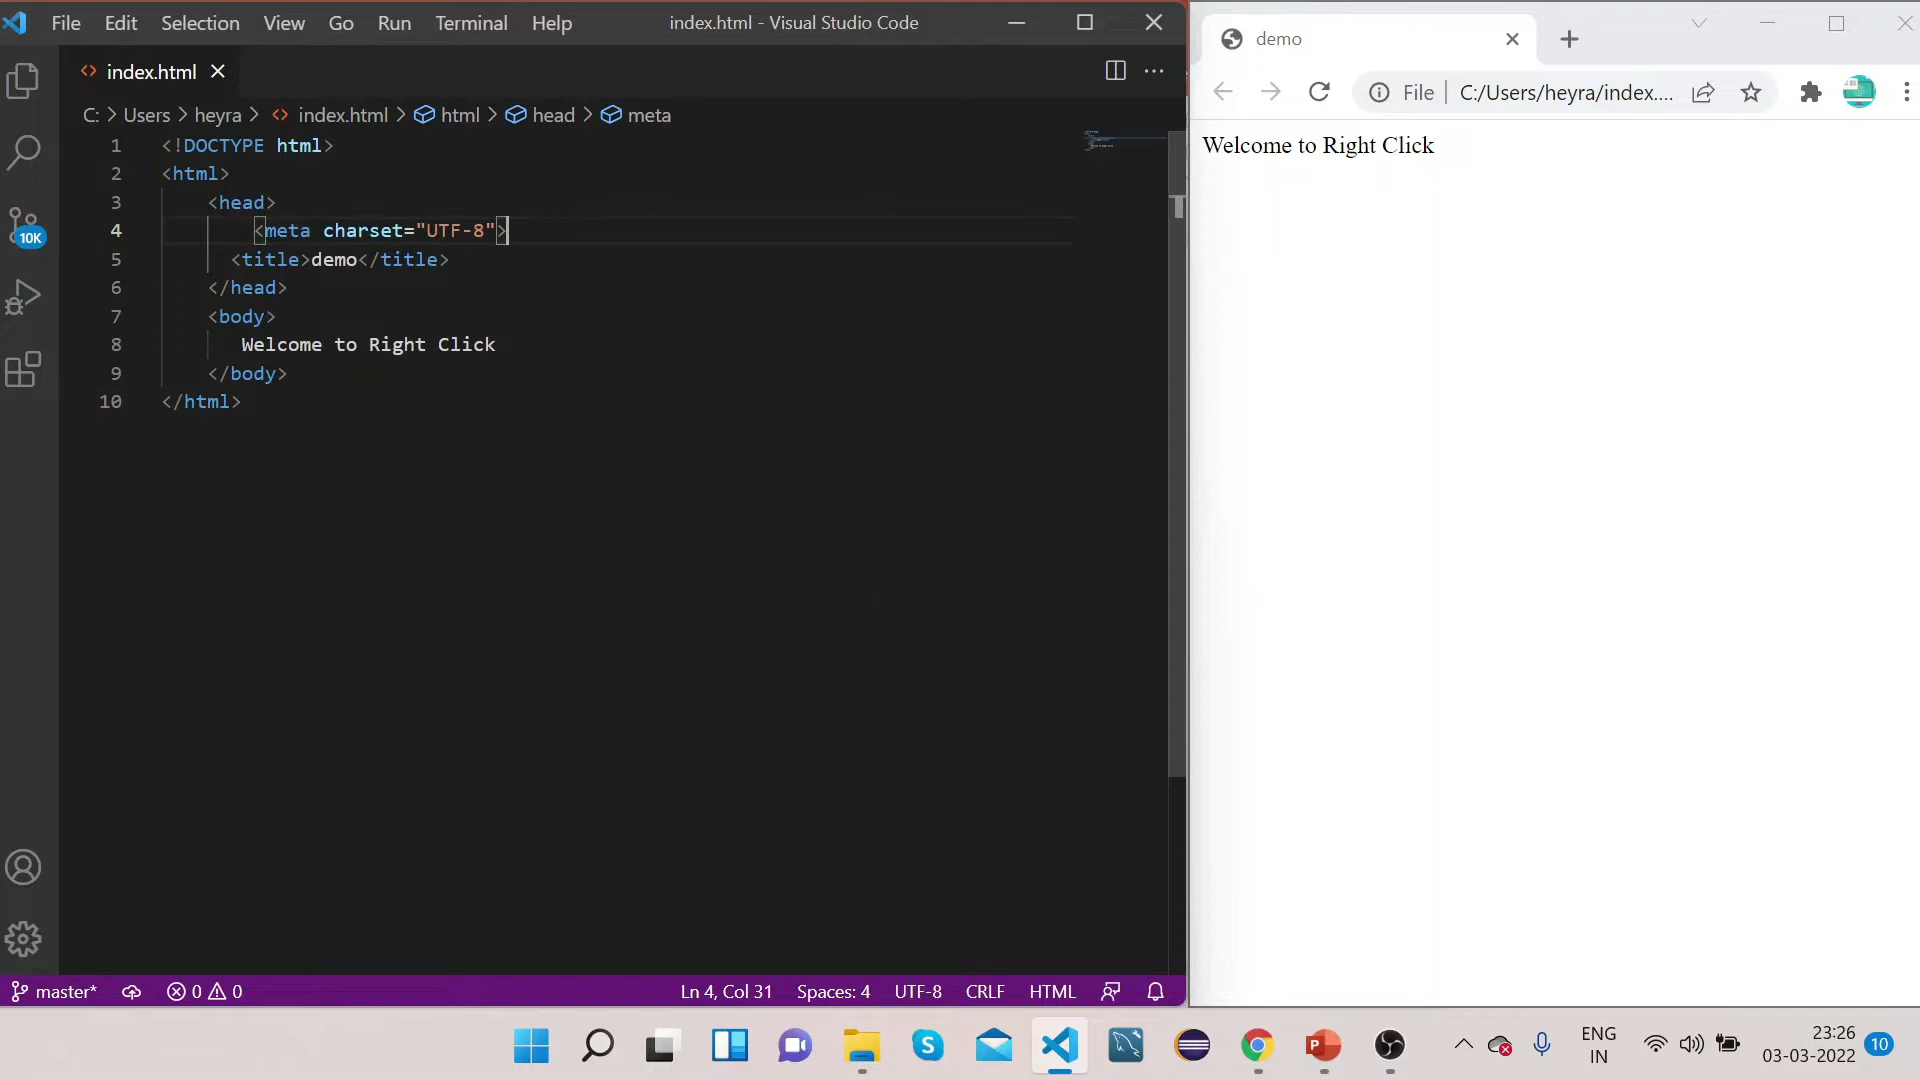 File Edit Selection View Go Run Terminal Help index.html - Visual Studio Code
index.html
C: > Users > heyra > index.html > html > head > meta
1 <!DOCTYPE html>
2 <html>
3 <head>
4 <meta charset="UTF-8">
5 <title>demo</title>
6 </head>
7 <body>
8 Welcome to Right Click
9 </body>
10 </html>
10K
master* 0 0 Ln 4, Col 31 Spaces: 4 UTF-8 CRLF HTML
demo
File C:/Users/heyra/index....
Welcome to Right Click
ENG
IN
23:26
03-03-2022
10